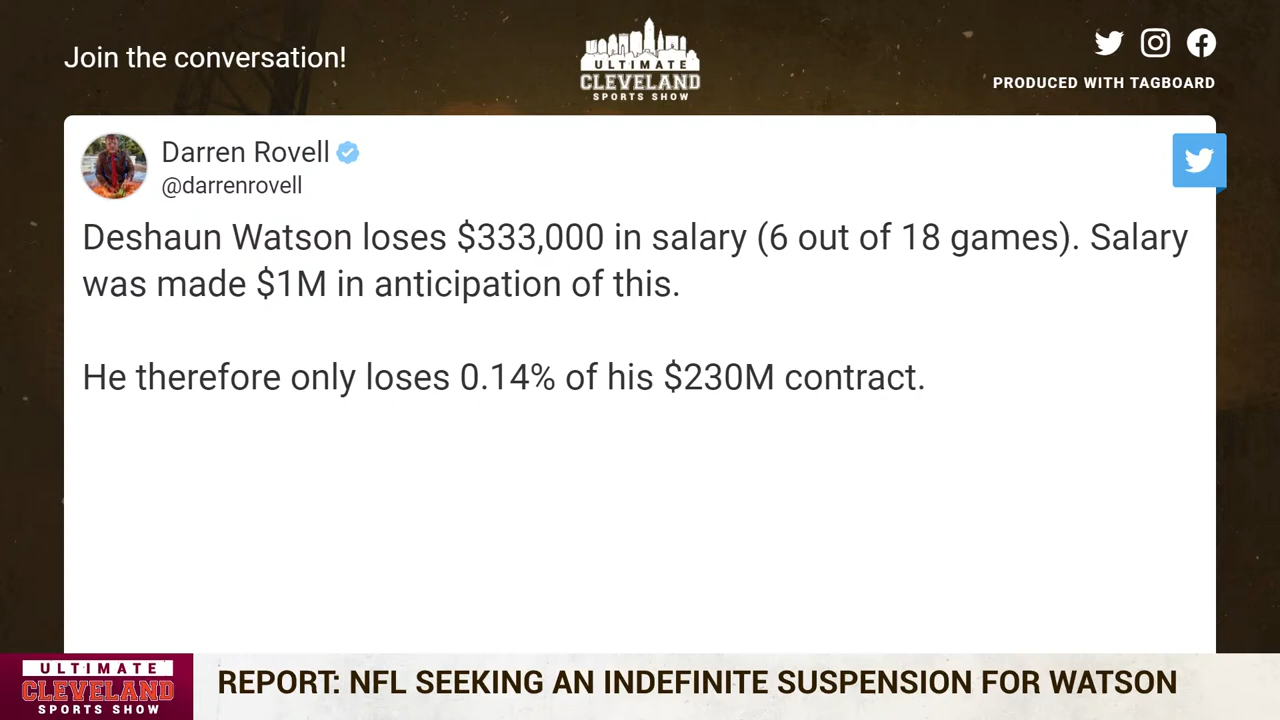 Join the conversation!
ULTIMATE
CLEVELAND
SPORTS SHOW
PRODUCED WITH TAGBOARD
Darren Rovell
@darrenrovell
Deshaun Watson loses $333,000 in salary (6 out of 18 games). Salary
was made $1M in anticipation of this.
He therefore only loses 0.14% of his $230M contract.
ULTIMATE
CLEVELAND
SPORTS SHOW
REPORT: NFL SEEKING AN INDEFINITE SUSPENSION FOR WATSON